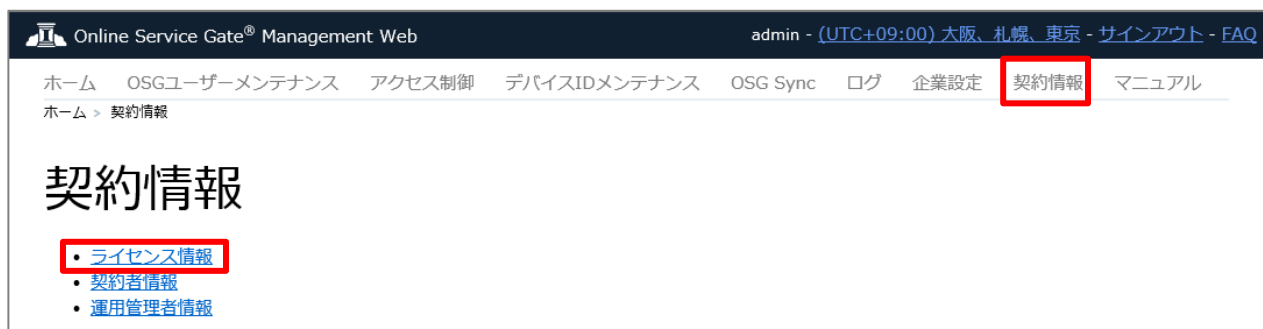 Online Service Gate® Management Web admin - (UTC+09:00) 大阪、札幌、東京 - サインアウト - FAQ
ホーム OSGユーザーメンテナンス アクセス制御 デバイスIDメンテナンス OSG Sync ログ 企業設定 契約情報 マニュアル
ホーム > 契約情報
契約情報
• ライセンス情報
• 契約者情報
• 運用管理者情報